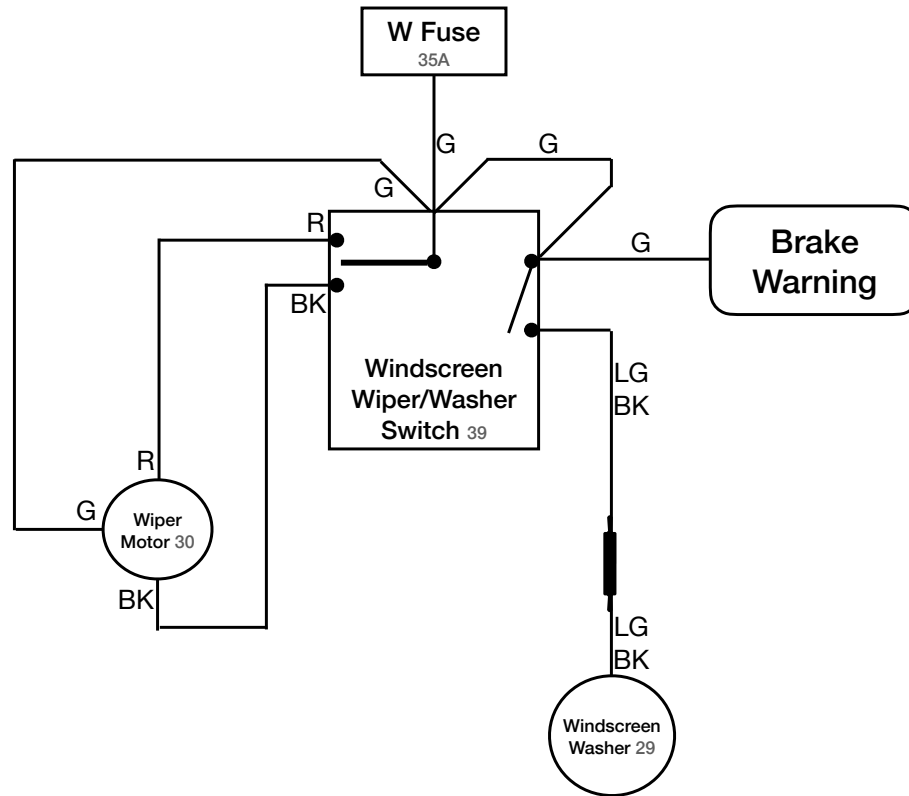 W Fuse
35A
G
G
G
R
G
Brake
Warning
BK
Windscreen
Wiper/Washer
Switch 39
LG
BK
R
G
Wiper
Motor 30
BK
LG
BK
Windscreen
Washer 29